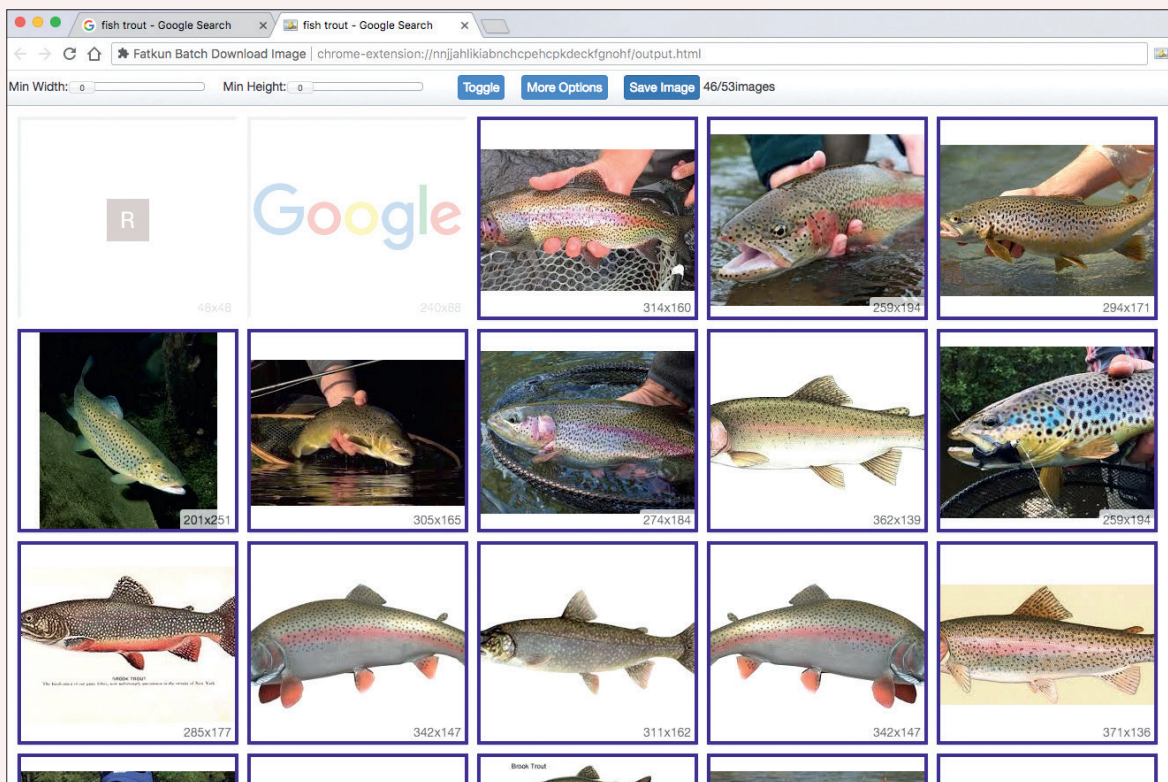 fish trout - Google Search
fish trout - Google Search
Fatkun Batch Download Image chrome-extension://nnjjahlikiabnchcpehcpkdeckfgnohf/output.html
Min Width: 0 Min Height: 0 Toggle More Options Save Image 46/53images
R
Google
48x48
240x88
314x160
259x194
294x171
201x251
305x165
274x184
362x139
259x194
BROOK TROUT
285x177
342x147
311x162
342x147
371x136
Brook Trout